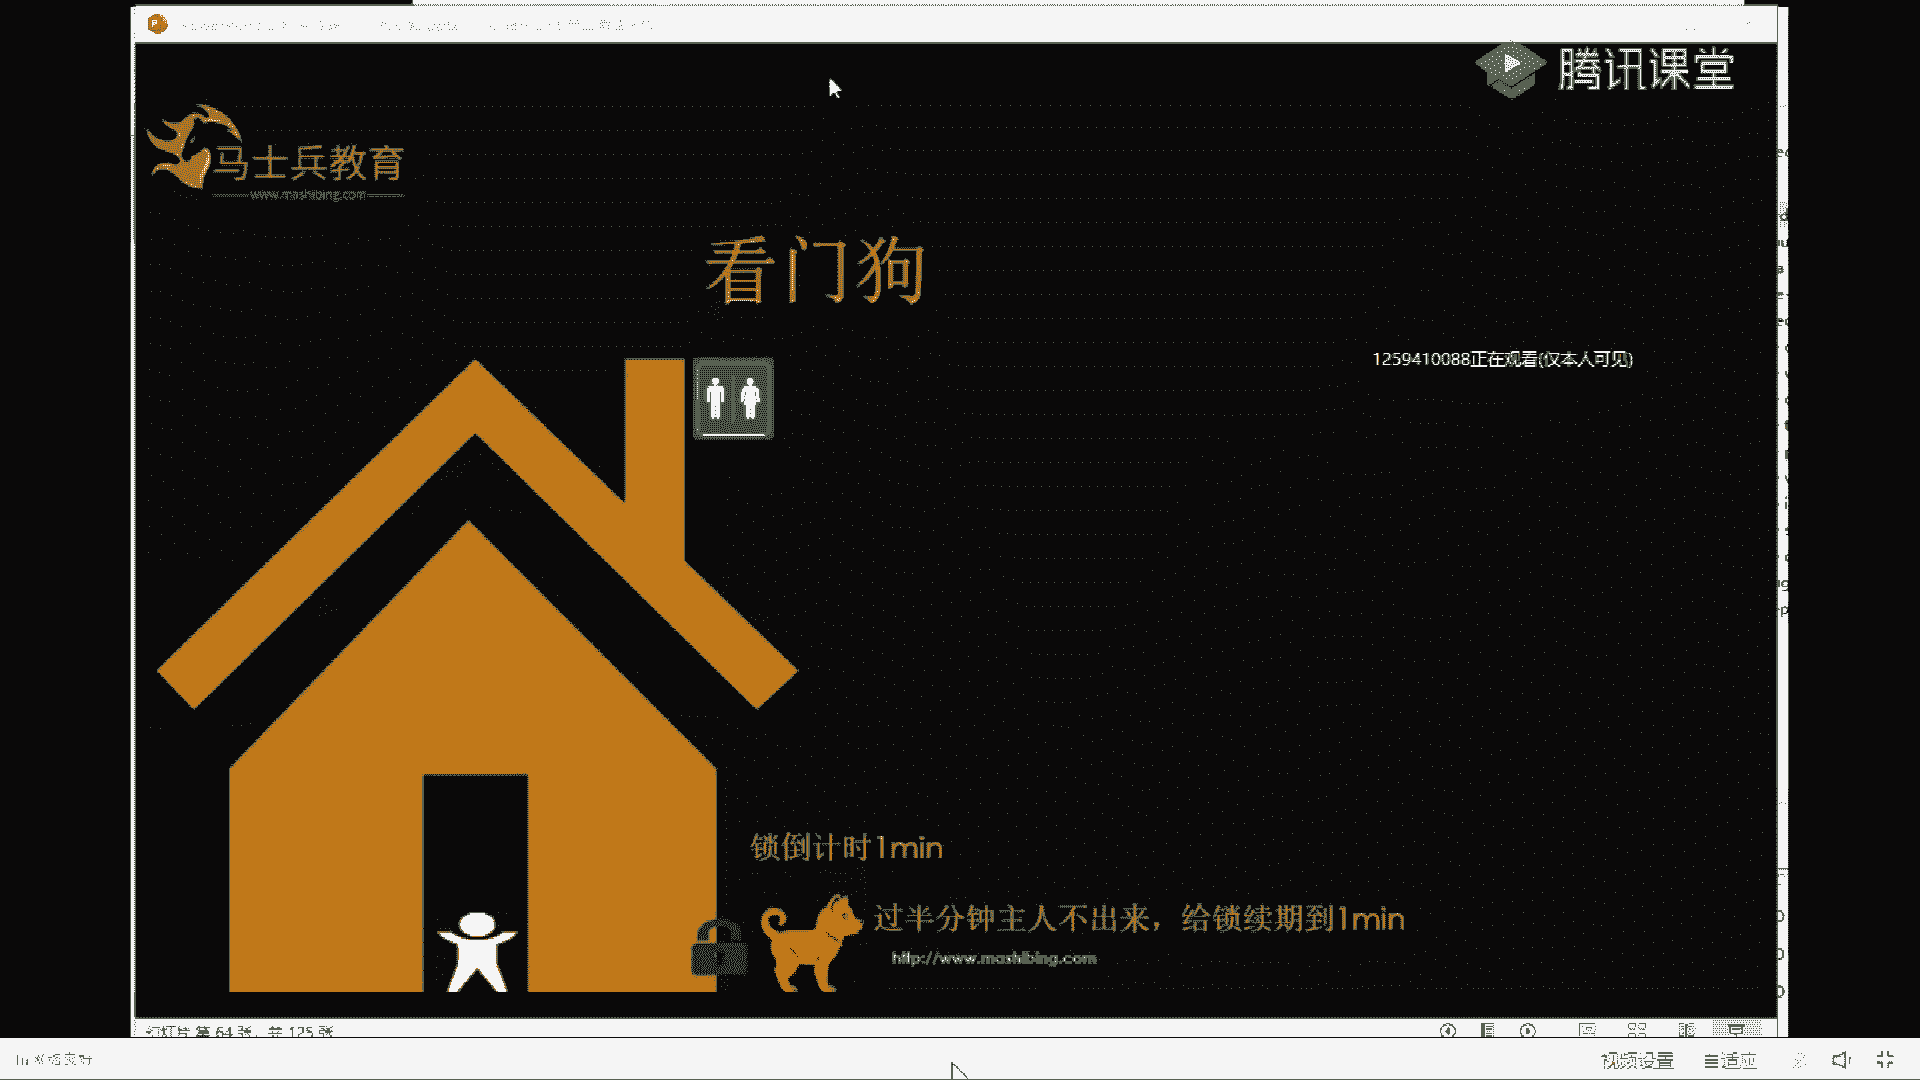 腾讯课堂
马士兵教育
www.mashibing.com
看门狗
1259410088正在观看(仅本人可见)
锁倒计时1min
过半分钟主人不出来，给锁续期到1min
http://www.mashibing.com
幻灯片 第 64 张，共 125 张
视频设置
适应